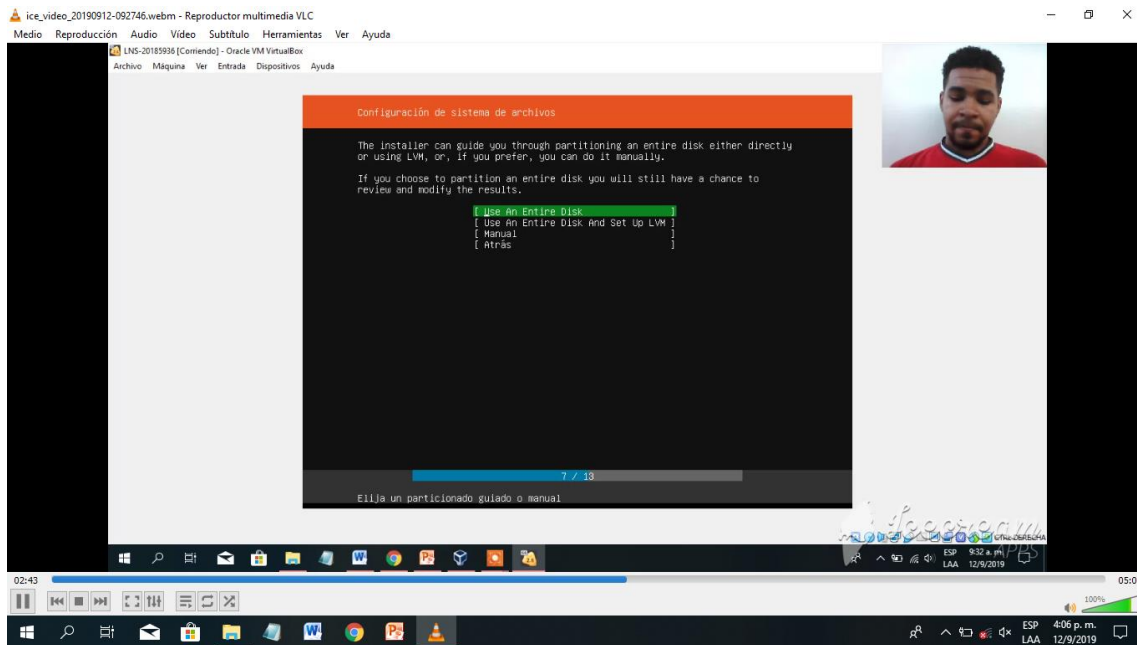 ice_video_20190912-092746.webm - Reproductor multimedia VLC
Medio Reproducción Audio Vídeo Subtítulo Herramientas Ver Ayuda
LNS-20185936 [Corriendo] - Oracle VM VirtualBox
Archivo Máquina Ver Entrada Dispositivos Ayuda
Configuración de sistema de archivos
The installer can guide you through partitioning an entire disk either directly
or using LVM, or, if you prefer, you can do it manually.
If you choose to partition an entire disk you will still have a chance to
review and modify the results.
[ Use An Entire Disk ]
[ Use An Entire Disk And Set Up LVM ]
[ Manual ]
[ Atrás ]
7 / 13
Elija un particionado guiado o manual
Icecream
APPS
CTRL DERECHA
ESP
LAA
9:32 a. m.
12/9/2019
02:43
05:0
100%
ESP
LAA
4:06 p. m.
12/9/2019